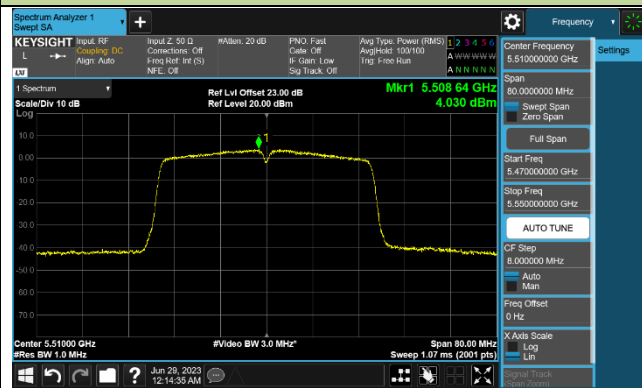 Spectrum Analyzer 1
Swept SA
Frequency
KEYSIGHT
Input: RF
Coupling: DC
Align: Auto
Input Z: 50 Ω
Corrections: Off
Freq Ref: Int (S)
NFE: Off
#Atten: 20 dB
PNO: Fast
Gate: Off
IF Gain: Low
Sig Track: Off
Avg Type: Power (RMS)
Avg|Hold: 100/100
Trig: Free Run
1 2 3 4 5 6
A W W W W W
A N N N N N
L
LXI
1 Spectrum
Scale/Div 10 dB
Log
Ref Lvl Offset 23.00 dB
Ref Level 20.00 dBm
Mkr1 5.508 64 GHz
4.030 dBm
1
10.0
0.00
-10.0
-20.0
-30.0
-40.0
-50.0
-60.0
-70.0
Center 5.51000 GHz
#Res BW 1.0 MHz
#Video BW 3.0 MHz*
Span 80.00 MHz
Sweep 1.07 ms (2001 pts)
Center Frequency
5.510000000 GHz
Settings
Span
80.0000000 MHz
Swept Span
Zero Span
Full Span
Start Freq
5.470000000 GHz
Stop Freq
5.550000000 GHz
AUTO TUNE
CF Step
8.000000 MHz
Auto
Man
Freq Offset
0 Hz
X Axis Scale
Log
Lin
Signal Track
(Span Zoom)
Jun 29, 2023
12:14:35 AM